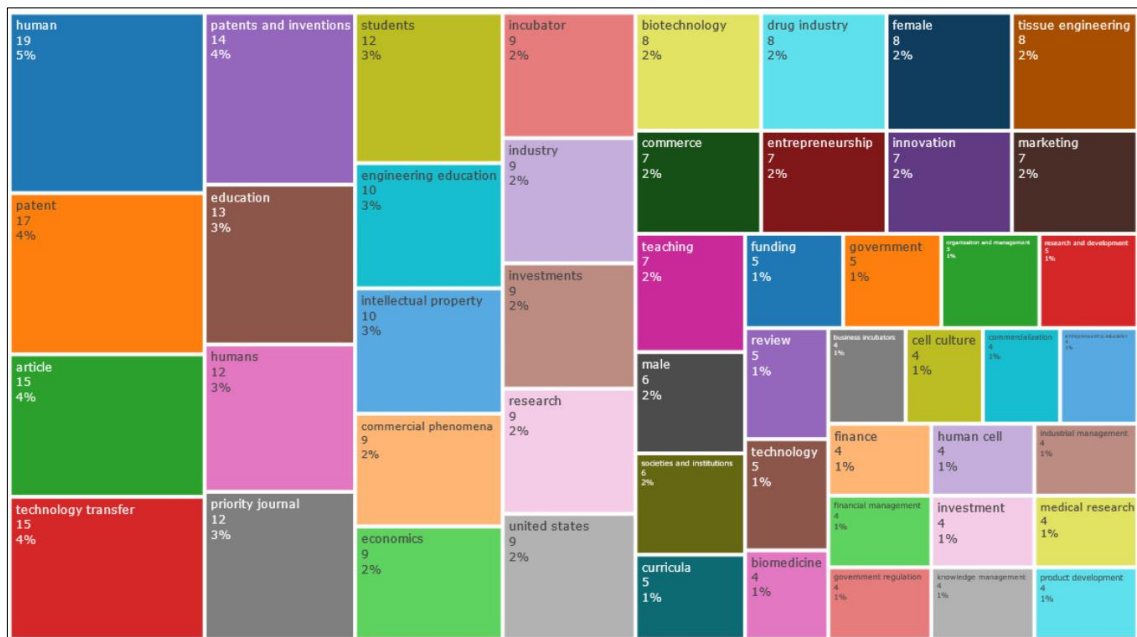 human
19
5%
patent
17
4%
article
15
4%
technology transfer
15
4%
patents and inventions
14
4%
education
13
3%
humans
12
3%
priority journal
12
3%
students
12
3%
engineering education
10
3%
intellectual property
10
3%
commercial phenomena
9
2%
economics
9
2%
incubator
9
2%
industry
9
2%
investments
9
2%
research
9
2%
united states
9
2%
biotechnology
8
2%
drug industry
8
2%
female
8
2%
tissue engineering
8
2%
commerce
7
2%
entrepreneurship
7
2%
innovation
7
2%
marketing
7
2%
teaching
7
2%
male
6
2%
societies and institutions
6
2%
curricula
5
1%
funding
5
1%
government
5
1%
organization and management
5
1%
research and development
5
1%
review
5
1%
technology
5
1%
biomedicine
4
1%
business incubators
4
1%
cell culture
4
1%
commercialization
4
1%
entrepreneurship education
4
1%
finance
4
1%
human cell
4
1%
industrial management
4
1%
financial management
4
1%
investment
4
1%
medical research
4
1%
government regulation
4
1%
knowledge management
4
1%
product development
4
1%